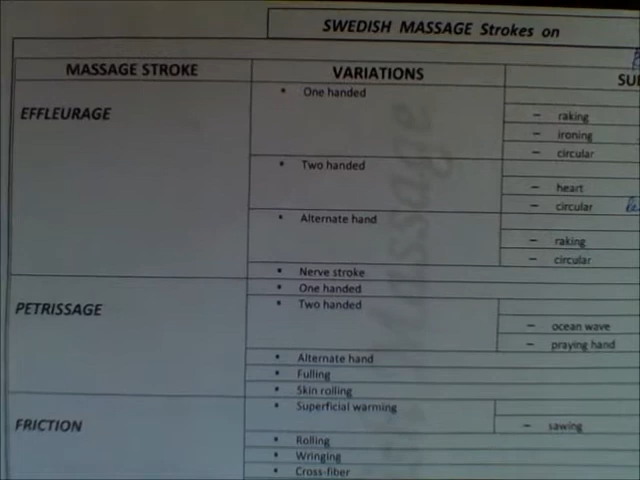 SWEDISH MASSAGE Strokes on
MASSAGE STROKE VARIATIONS
EFFLEURAGE
• One handed
– raking
– ironing
– circular
• Two handed
– heart
– circular
• Alternate hand
– raking
– circular
• Nerve stroke
PETRISSAGE
• One handed
• Two handed
– ocean wave
– praying hand
• Alternate hand
• Fulling
• Skin rolling
FRICTION
• Superficial warming
– sawing
• Rolling
• Wringing
• Cross-fiber
Massage